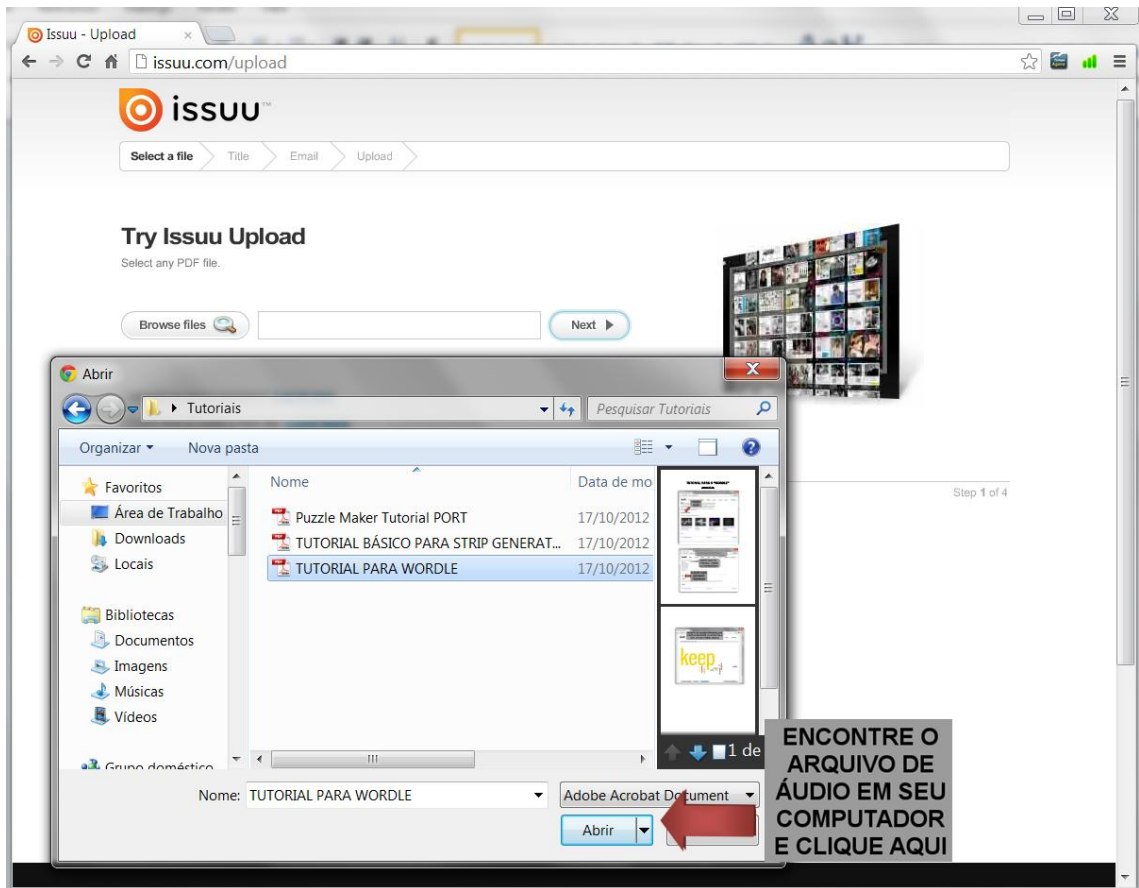 Issuu - Upload
issuu.com/upload
issuu™
Select a file Title Email Upload
Try Issuu Upload
Select any PDF file.
Browse files Next
Abrir
Tutoriais
Pesquisar Tutoriais
Organizar Nova pasta
Nome Data de mo
Favoritos
Área de Trabalho
Downloads
Locais
Bibliotecas
Documentos
Imagens
Músicas
Vídeos
Grupo doméstico
Puzzle Maker Tutorial PORT 17/10/2012
TUTORIAL BÁSICO PARA STRIP GENERAT... 17/10/2012
TUTORIAL PARA WORDLE 17/10/2012
keep
1 de
Step 1 of 4
Nome: TUTORIAL PARA WORDLE Adobe Acrobat Document
Abrir
ENCONTRE O
ARQUIVO DE
ÁUDIO EM SEU
COMPUTADOR
E CLIQUE AQUI